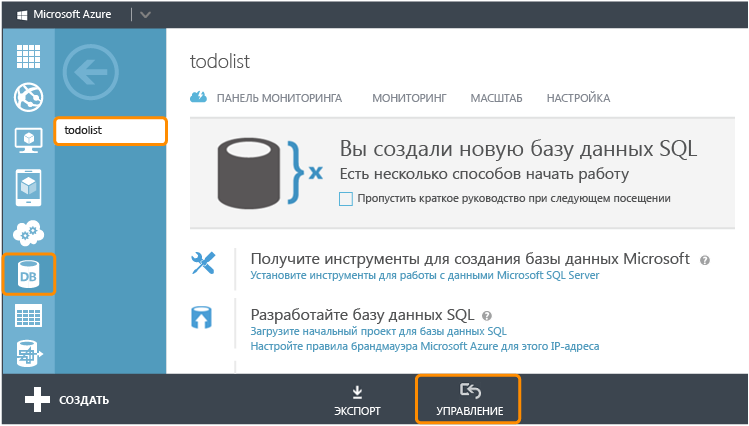 Microsoft Azure
todolist
todolist
ПАНЕЛЬ МОНИТОРИНГА МОНИТОРИНГ МАСШТАБ НАСТРОЙКА
x
Вы создали новую базу данных SQL
Есть несколько способов начать работу
Пропустить краткое руководство при следующем посещении
Получите инструменты для создания базы данных Microsoft ?
Установите инструменты для работы с данными Microsoft SQL Server
DB
Разработайте базу данных SQL ?
Загрузите начальный проект для базы данных SQL
Настройте правила брандмауэра Microsoft Azure для этого IP-адреса
СОЗДАТЬ
ЭКСПОРТ
УПРАВЛЕНИЕ